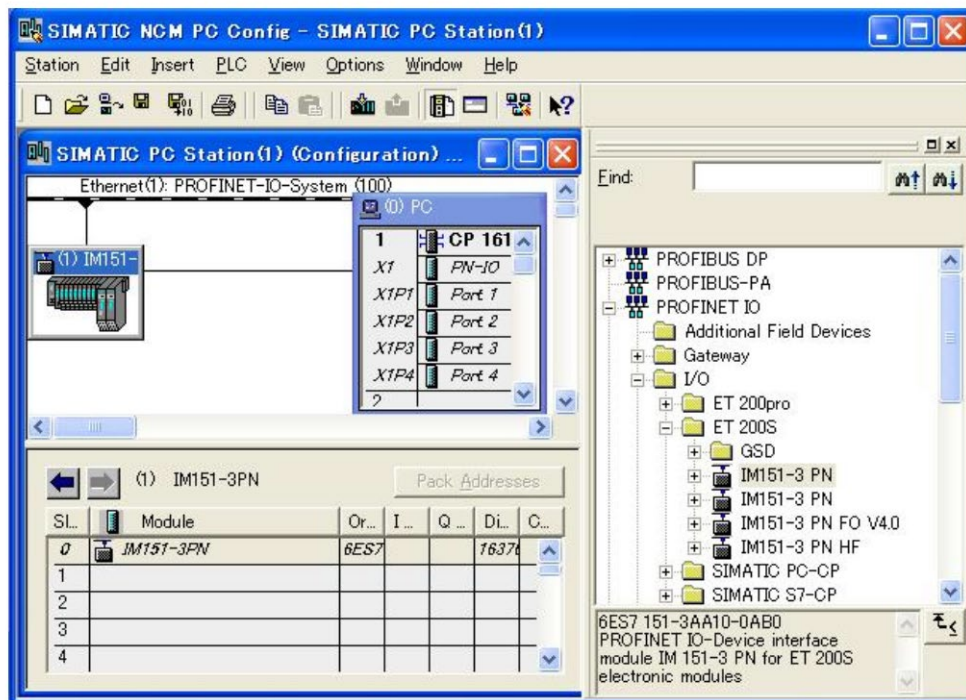 SIMATIC NCM PC Config - SIMATIC PC Station(1)
Station Edit Insert PLC View Options Window Help
SIMATIC PC Station(1) (Configuration) ...
Ethernet(1): PROFINET-IO-System (100)
(0) PC
1 CP 161
X1 PN-IO
X1P1 Port 1
X1P2 Port 2
X1P3 Port 3
X1P4 Port 4
2
(1) IM151-
(1) IM151-3PN
Pack Addresses
Sl... Module Or... I ... Q ... Di... C...
0 IM151-3PN 6ES7 1637
1
2
3
4
Find:
PROFIBUS DP
PROFIBUS-PA
PROFINET IO
Additional Field Devices
Gateway
I/O
ET 200pro
ET 200S
GSD
IM151-3 PN
IM151-3 PN
IM151-3 PN FO V4.0
IM151-3 PN HF
SIMATIC PC-CP
SIMATIC S7-CP
6ES7 151-3AA10-0AB0
PROFINET IO-Device interface
module IM 151-3 PN for ET 200S
electronic modules